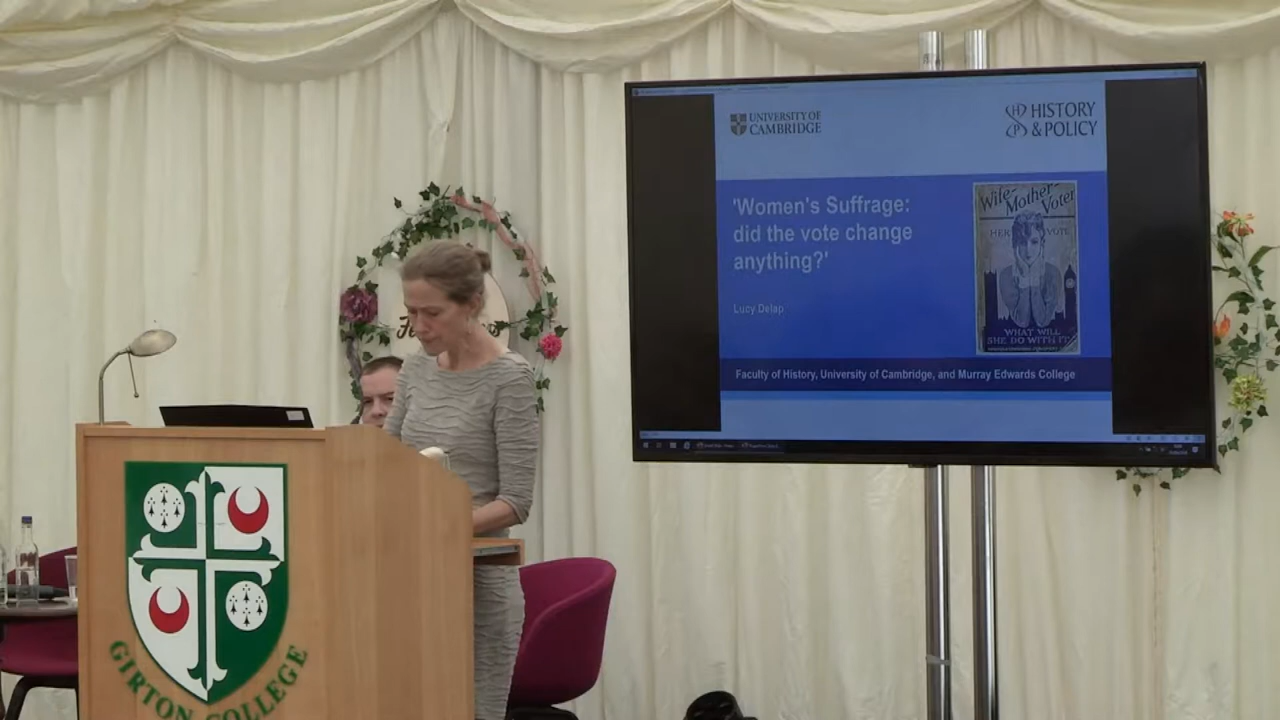 UNIVERSITY OF
CAMBRIDGE
HISTORY
& POLICY
'Women's Suffrage:
did the vote change
anything?'
Lucy Delap
Wife-Mother-Voter
HER VOTE
WHAT WILL
SHE DO WITH IT?
Faculty of History, University of Cambridge, and Murray Edwards College
GIRTON COLLEGE